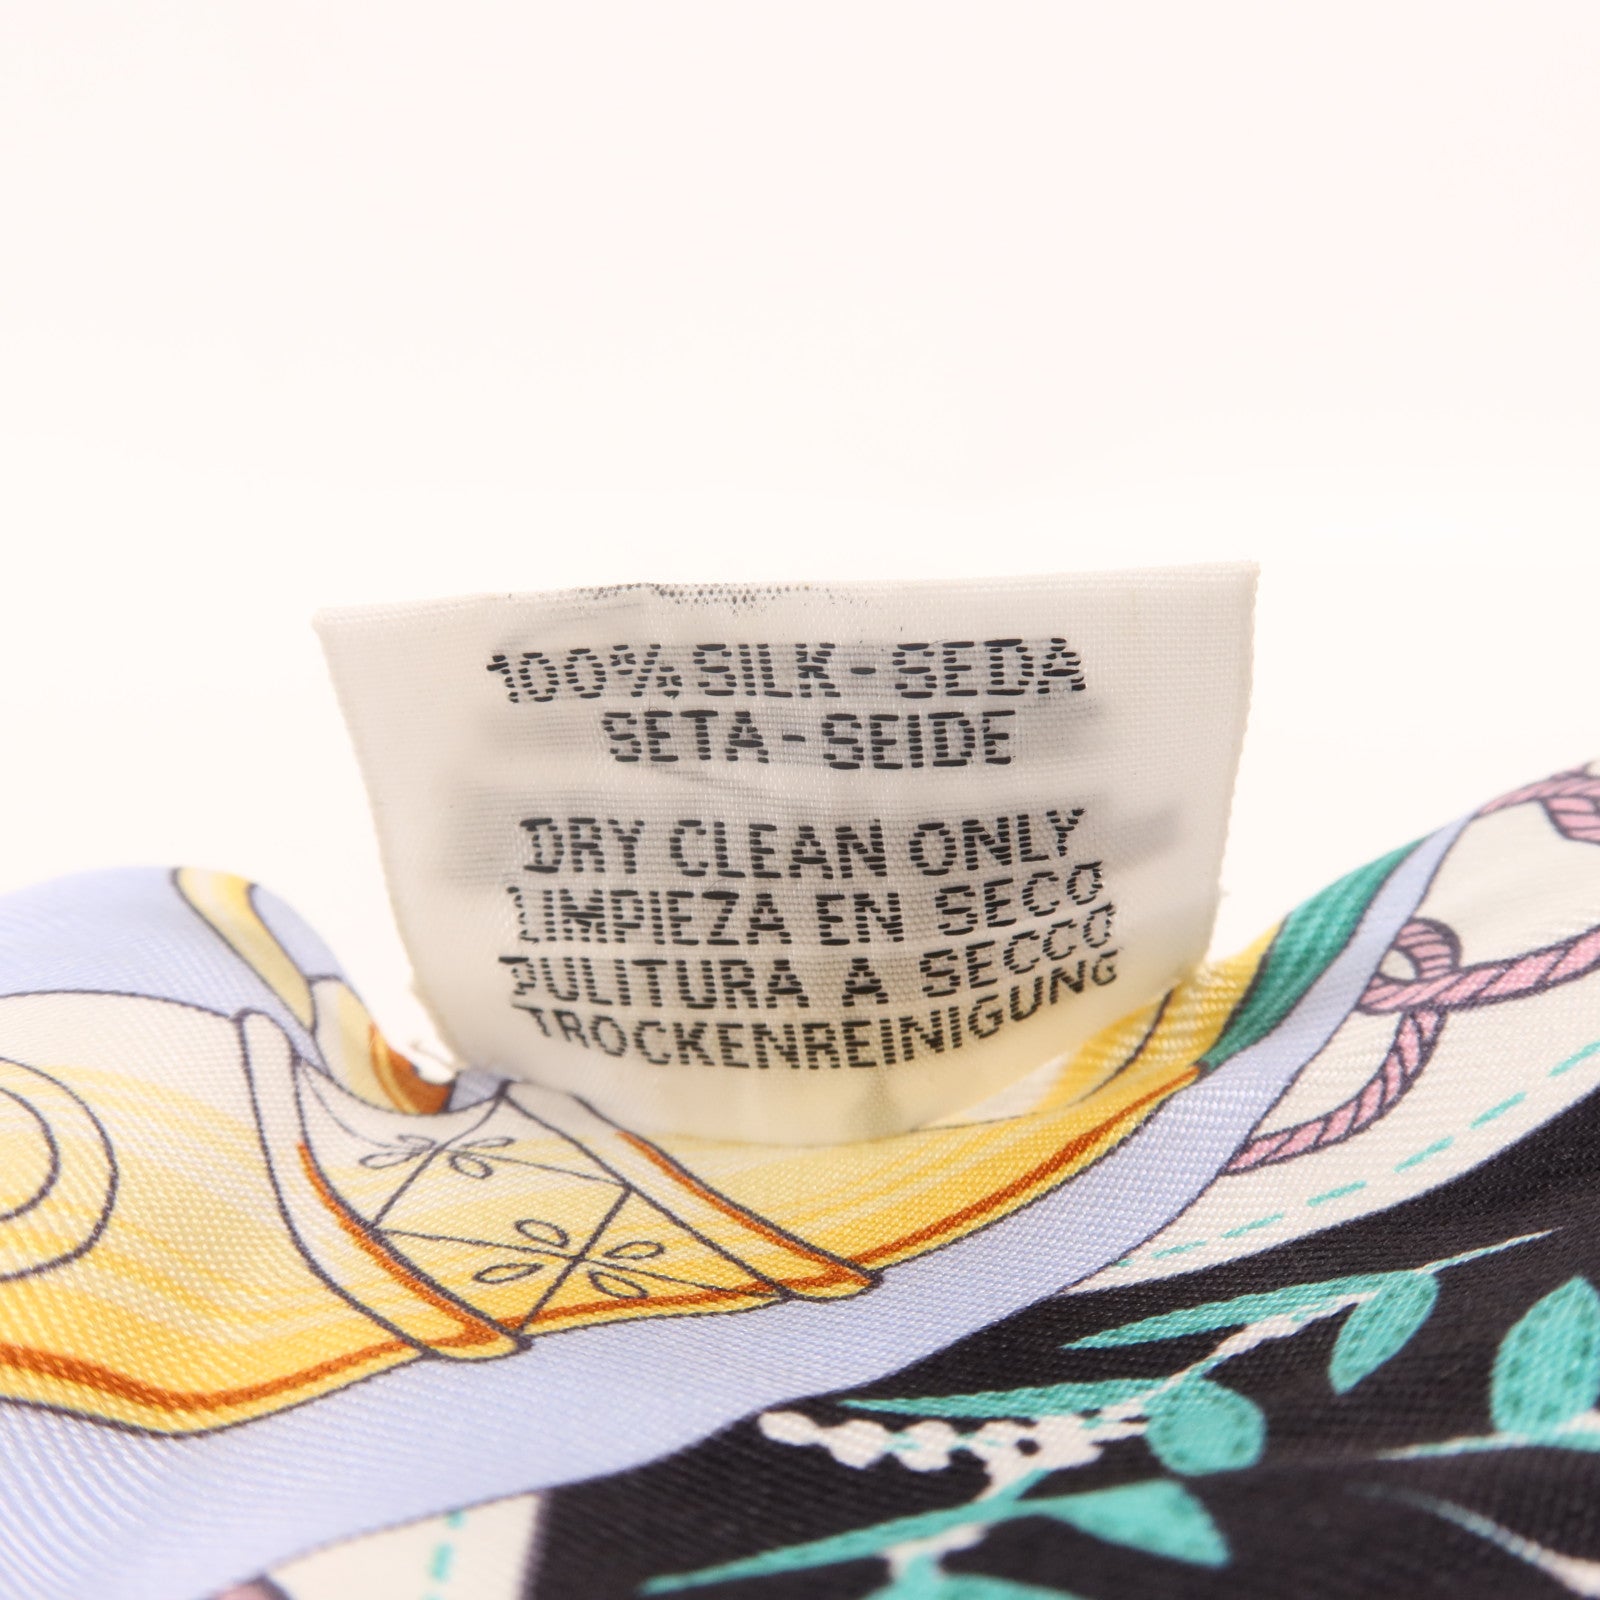 100% SILK - SEDA
SETA - SEIDE
DRY CLEAN ONLY
LIMPIEZA EN SECO
PULITURA A SECCO
TROCKENREINIGUNG